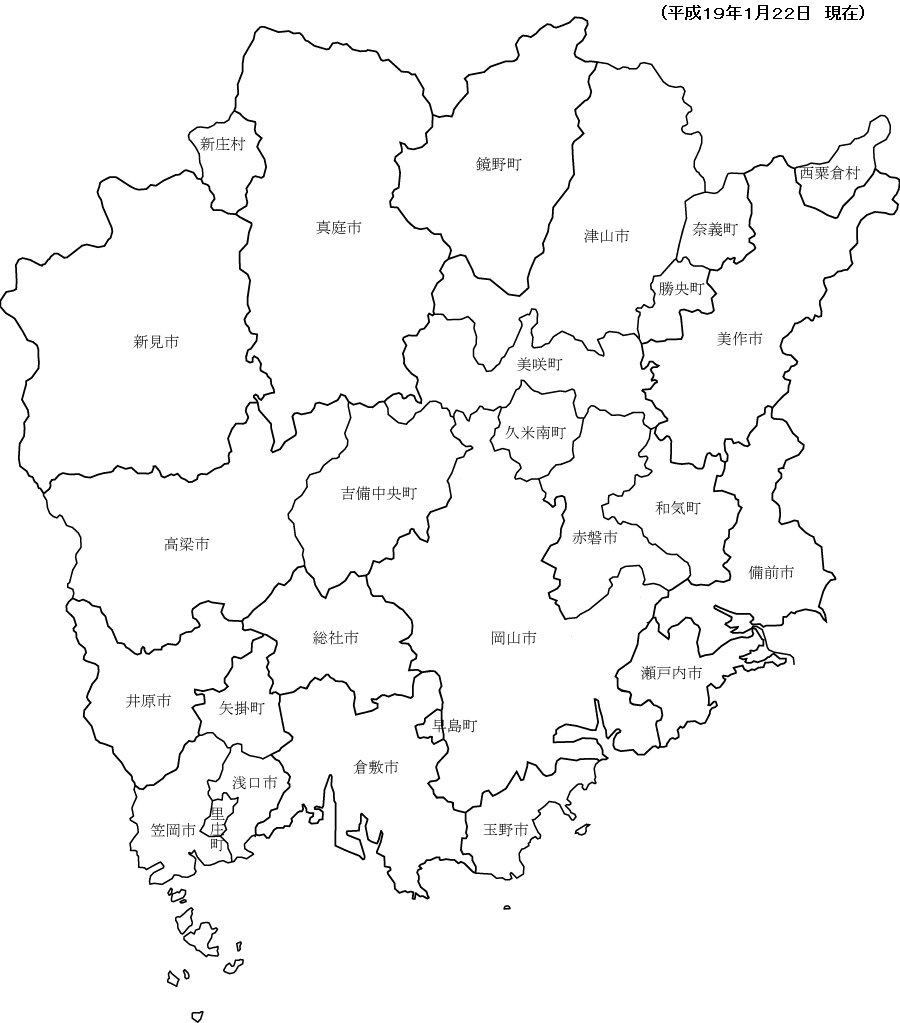 (平成19年1月22日　現在)
新庄村
鏡野町
西粟倉村
真庭市
津山市
奈義町
勝央町
新見市
美作市
美咲町
久米南町
吉備中央町
和気町
高梁市
赤磐市
備前市
総社市
岡山市
瀬戸内市
井原市
矢掛町
早島町
倉敷市
浅口市
里庄町
笠岡市
玉野市